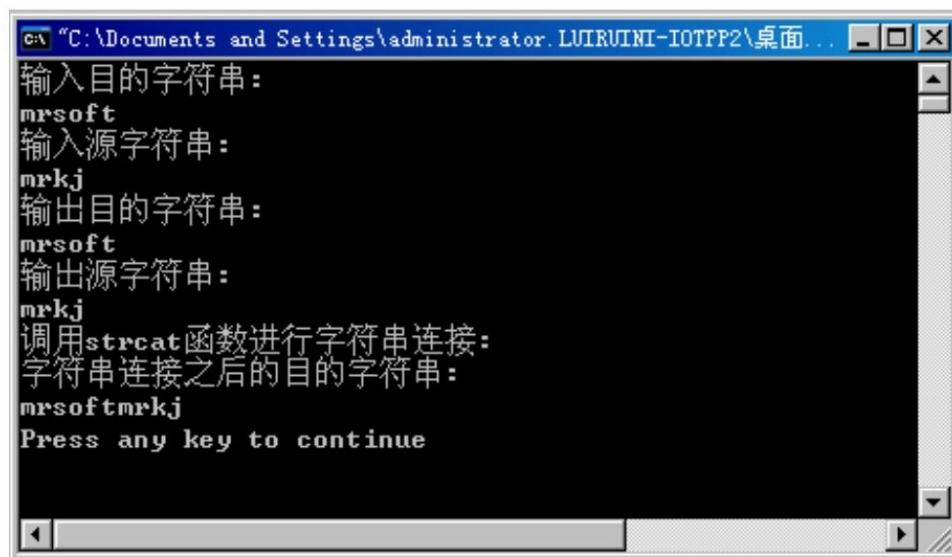 "C:\Documents and Settings\administrator.LUIRUINI-IOTPP2\桌面...
输入目的字符串：
mrsoft
输入源字符串：
mrkj
输出目的字符串：
mrsoft
输出源字符串：
mrkj
调用strcat函数进行字符串连接：
字符串连接之后的目的字符串：
mrsoftmrkj
Press any key to continue